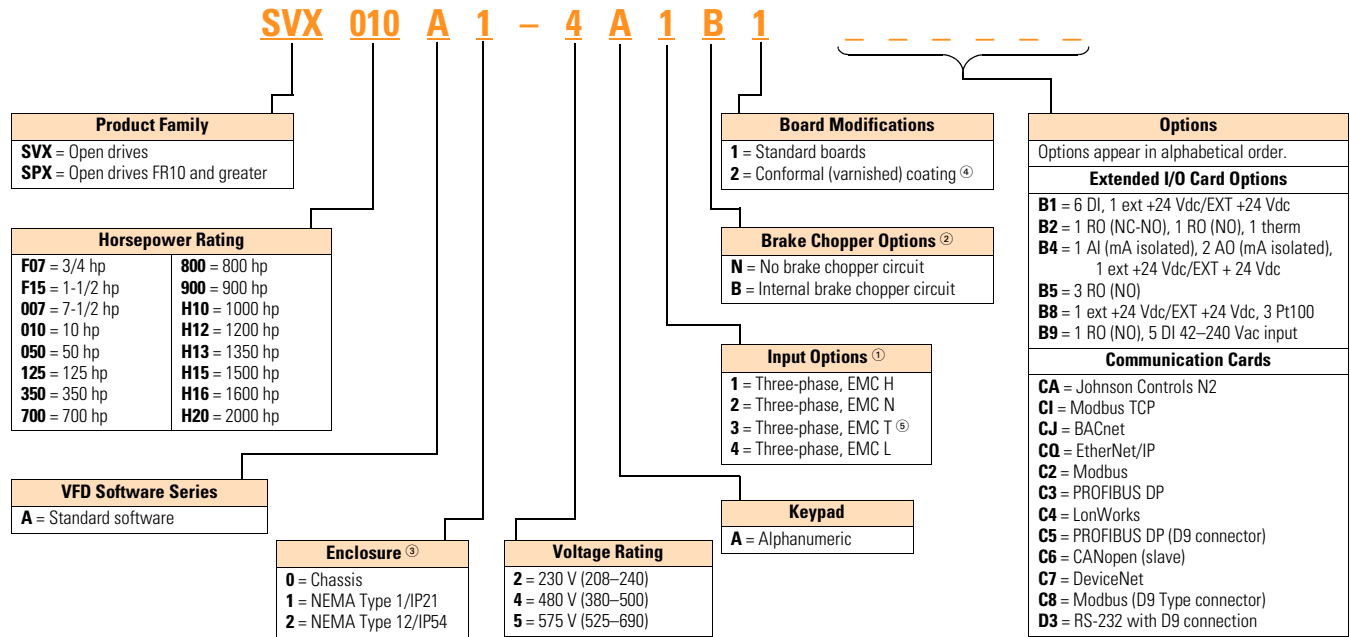 SVX 010 A 1 – 4 A 1 B 1 _ _ _ _ _ _
Product Family
SVX = Open drives
SPX = Open drives FR10 and greater
Horsepower Rating
F07 = 3/4 hp
F15 = 1-1/2 hp
007 = 7-1/2 hp
010 = 10 hp
050 = 50 hp
125 = 125 hp
350 = 350 hp
700 = 700 hp
800 = 800 hp
900 = 900 hp
H10 = 1000 hp
H12 = 1200 hp
H13 = 1350 hp
H15 = 1500 hp
H16 = 1600 hp
H20 = 2000 hp
VFD Software Series
A = Standard software
Enclosure ③
0 = Chassis
1 = NEMA Type 1/IP21
2 = NEMA Type 12/IP54
Voltage Rating
2 = 230 V (208–240)
4 = 480 V (380–500)
5 = 575 V (525–690)
Keypad
A = Alphanumeric
Input Options ①
1 = Three-phase, EMC H
2 = Three-phase, EMC N
3 = Three-phase, EMC T ⑤
4 = Three-phase, EMC L
Brake Chopper Options ②
N = No brake chopper circuit
B = Internal brake chopper circuit
Board Modifications
1 = Standard boards
2 = Conformal (varnished) coating ④
Options
Options appear in alphabetical order.
Extended I/O Card Options
B1 = 6 DI, 1 ext +24 Vdc/EXT +24 Vdc
B2 = 1 RO (NC-NO), 1 RO (NO), 1 therm
B4 = 1 AI (mA isolated), 2 AO (mA isolated),
1 ext +24 Vdc/EXT + 24 Vdc
B5 = 3 RO (NO)
B8 = 1 ext +24 Vdc/EXT +24 Vdc, 3 Pt100
B9 = 1 RO (NO), 5 DI 42–240 Vac input
Communication Cards
CA = Johnson Controls N2
CI = Modbus TCP
CJ = BACnet
CQ = EtherNet/IP
C2 = Modbus
C3 = PROFIBUS DP
C4 = LonWorks
C5 = PROFIBUS DP (D9 connector)
C6 = CANopen (slave)
C7 = DeviceNet
C8 = Modbus (D9 Type connector)
D3 = RS-232 with D9 connection